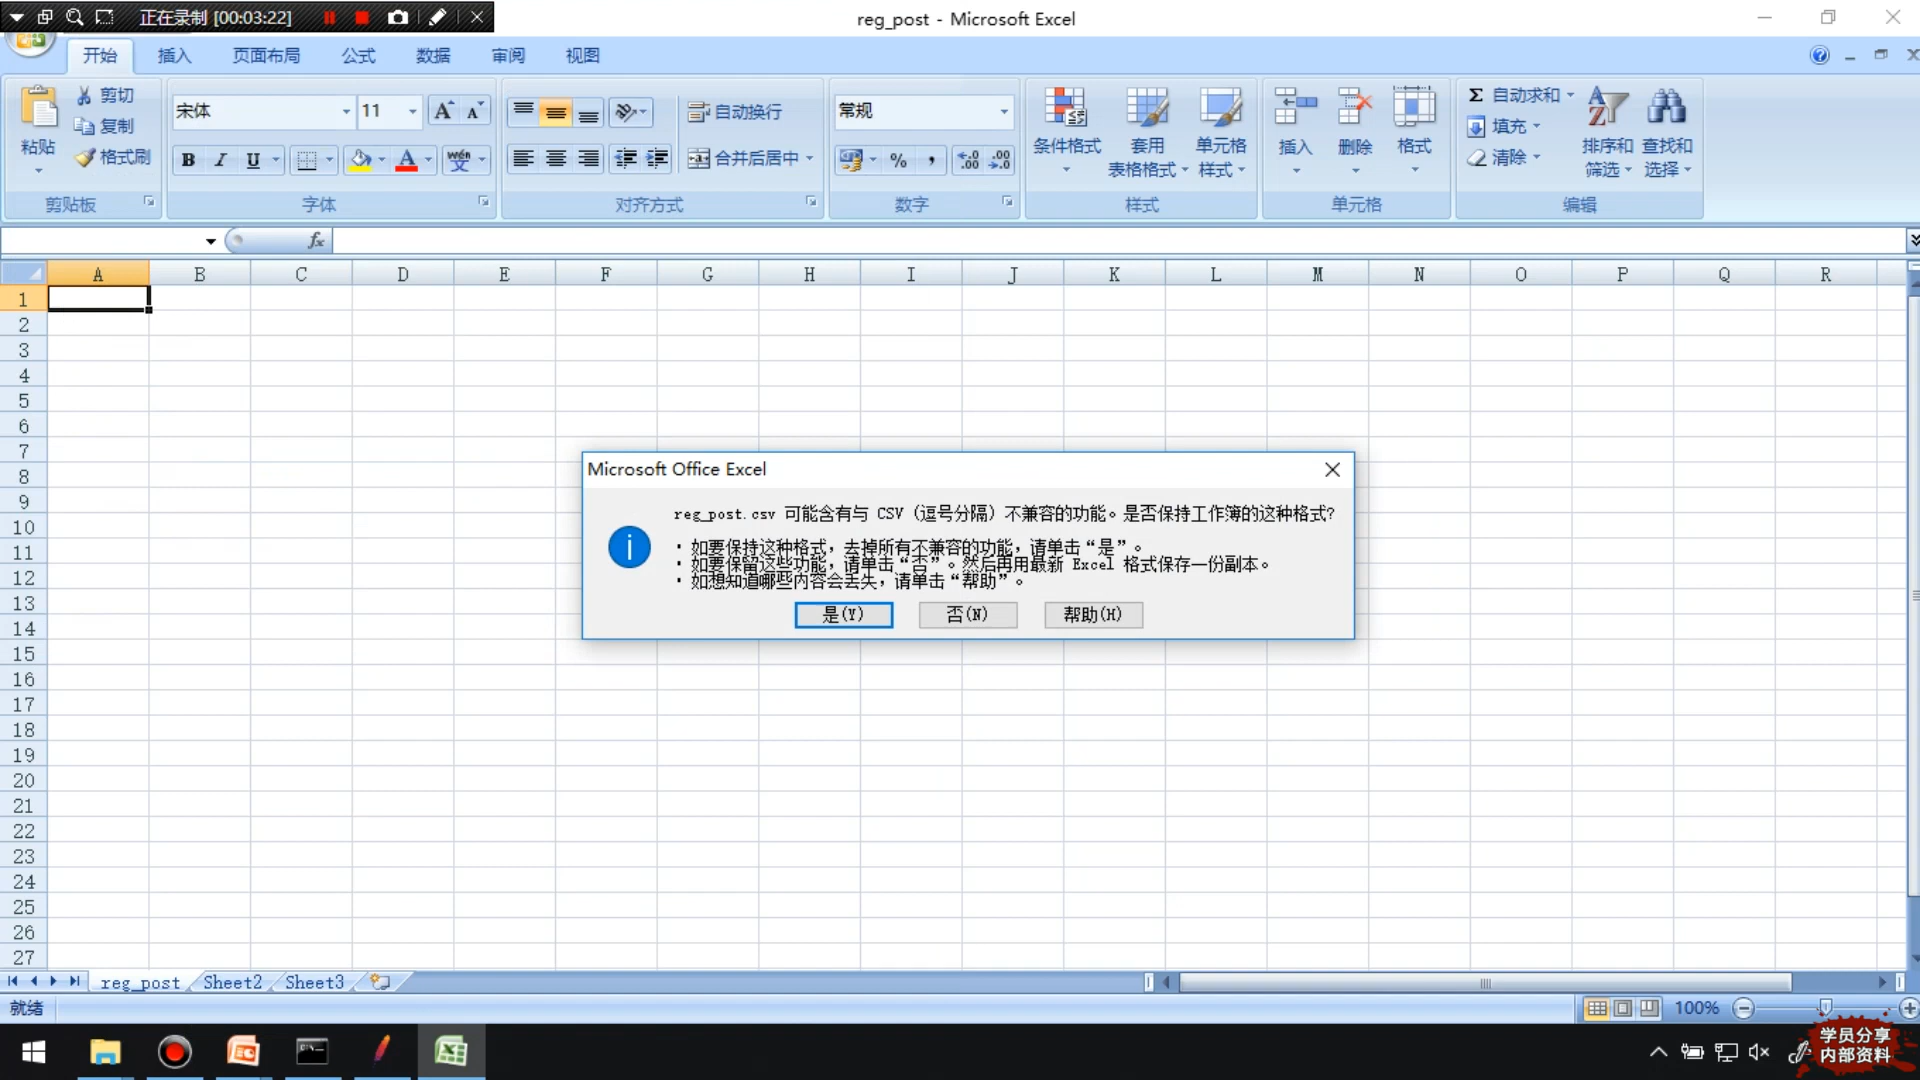 正在录制 [00:03:22]
reg_post - Microsoft Excel
开始 插入 页面布局 公式 数据 审阅 视图
粘贴 剪切 复制 格式刷 剪贴板
宋体 11
B I U wén 文
字体
自动换行
合并后居中
对齐方式
常规
% ,
数字
条件格式 套用表格格式 单元格样式
样式
插入 删除 格式
单元格
Σ 自动求和
填充
清除
排序和筛选 查找和选择
编辑
fx
A B C D E F G H I J K L M N O P Q R
1
2
3
4
5
6
7
8
9
10
11
12
13
14
15
16
17
18
19
20
21
22
23
24
25
26
27
Microsoft Office Excel
reg_post.csv 可能含有与 CSV (逗号分隔) 不兼容的功能。是否保持工作簿的这种格式?
· 如要保持这种格式,去掉所有不兼容的功能,请单击“是”。
· 如要保留这些功能,请单击“否”。然后再用最新 Excel 格式保存一份副本。
· 如想知道哪些内容会丢失,请单击“帮助”。
是(Y) 否(N) 帮助(H)
reg_post Sheet2 Sheet3
就绪
100%
学员分享
内部资料